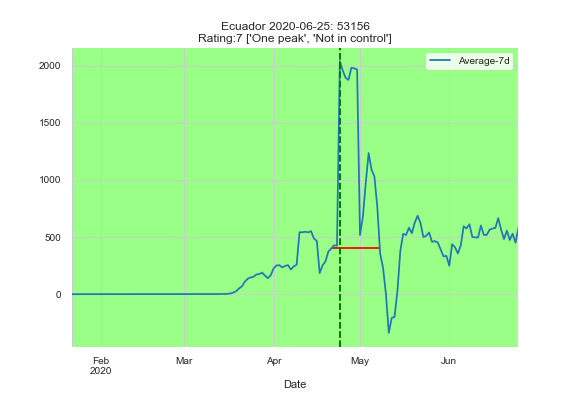 Ecuador 2020-06-25: 53156
Rating:7 ['One peak', 'Not in control']
Average-7d
2000
1500
1000
500
0
Feb
2020
Mar
Apr
May
Jun
Date